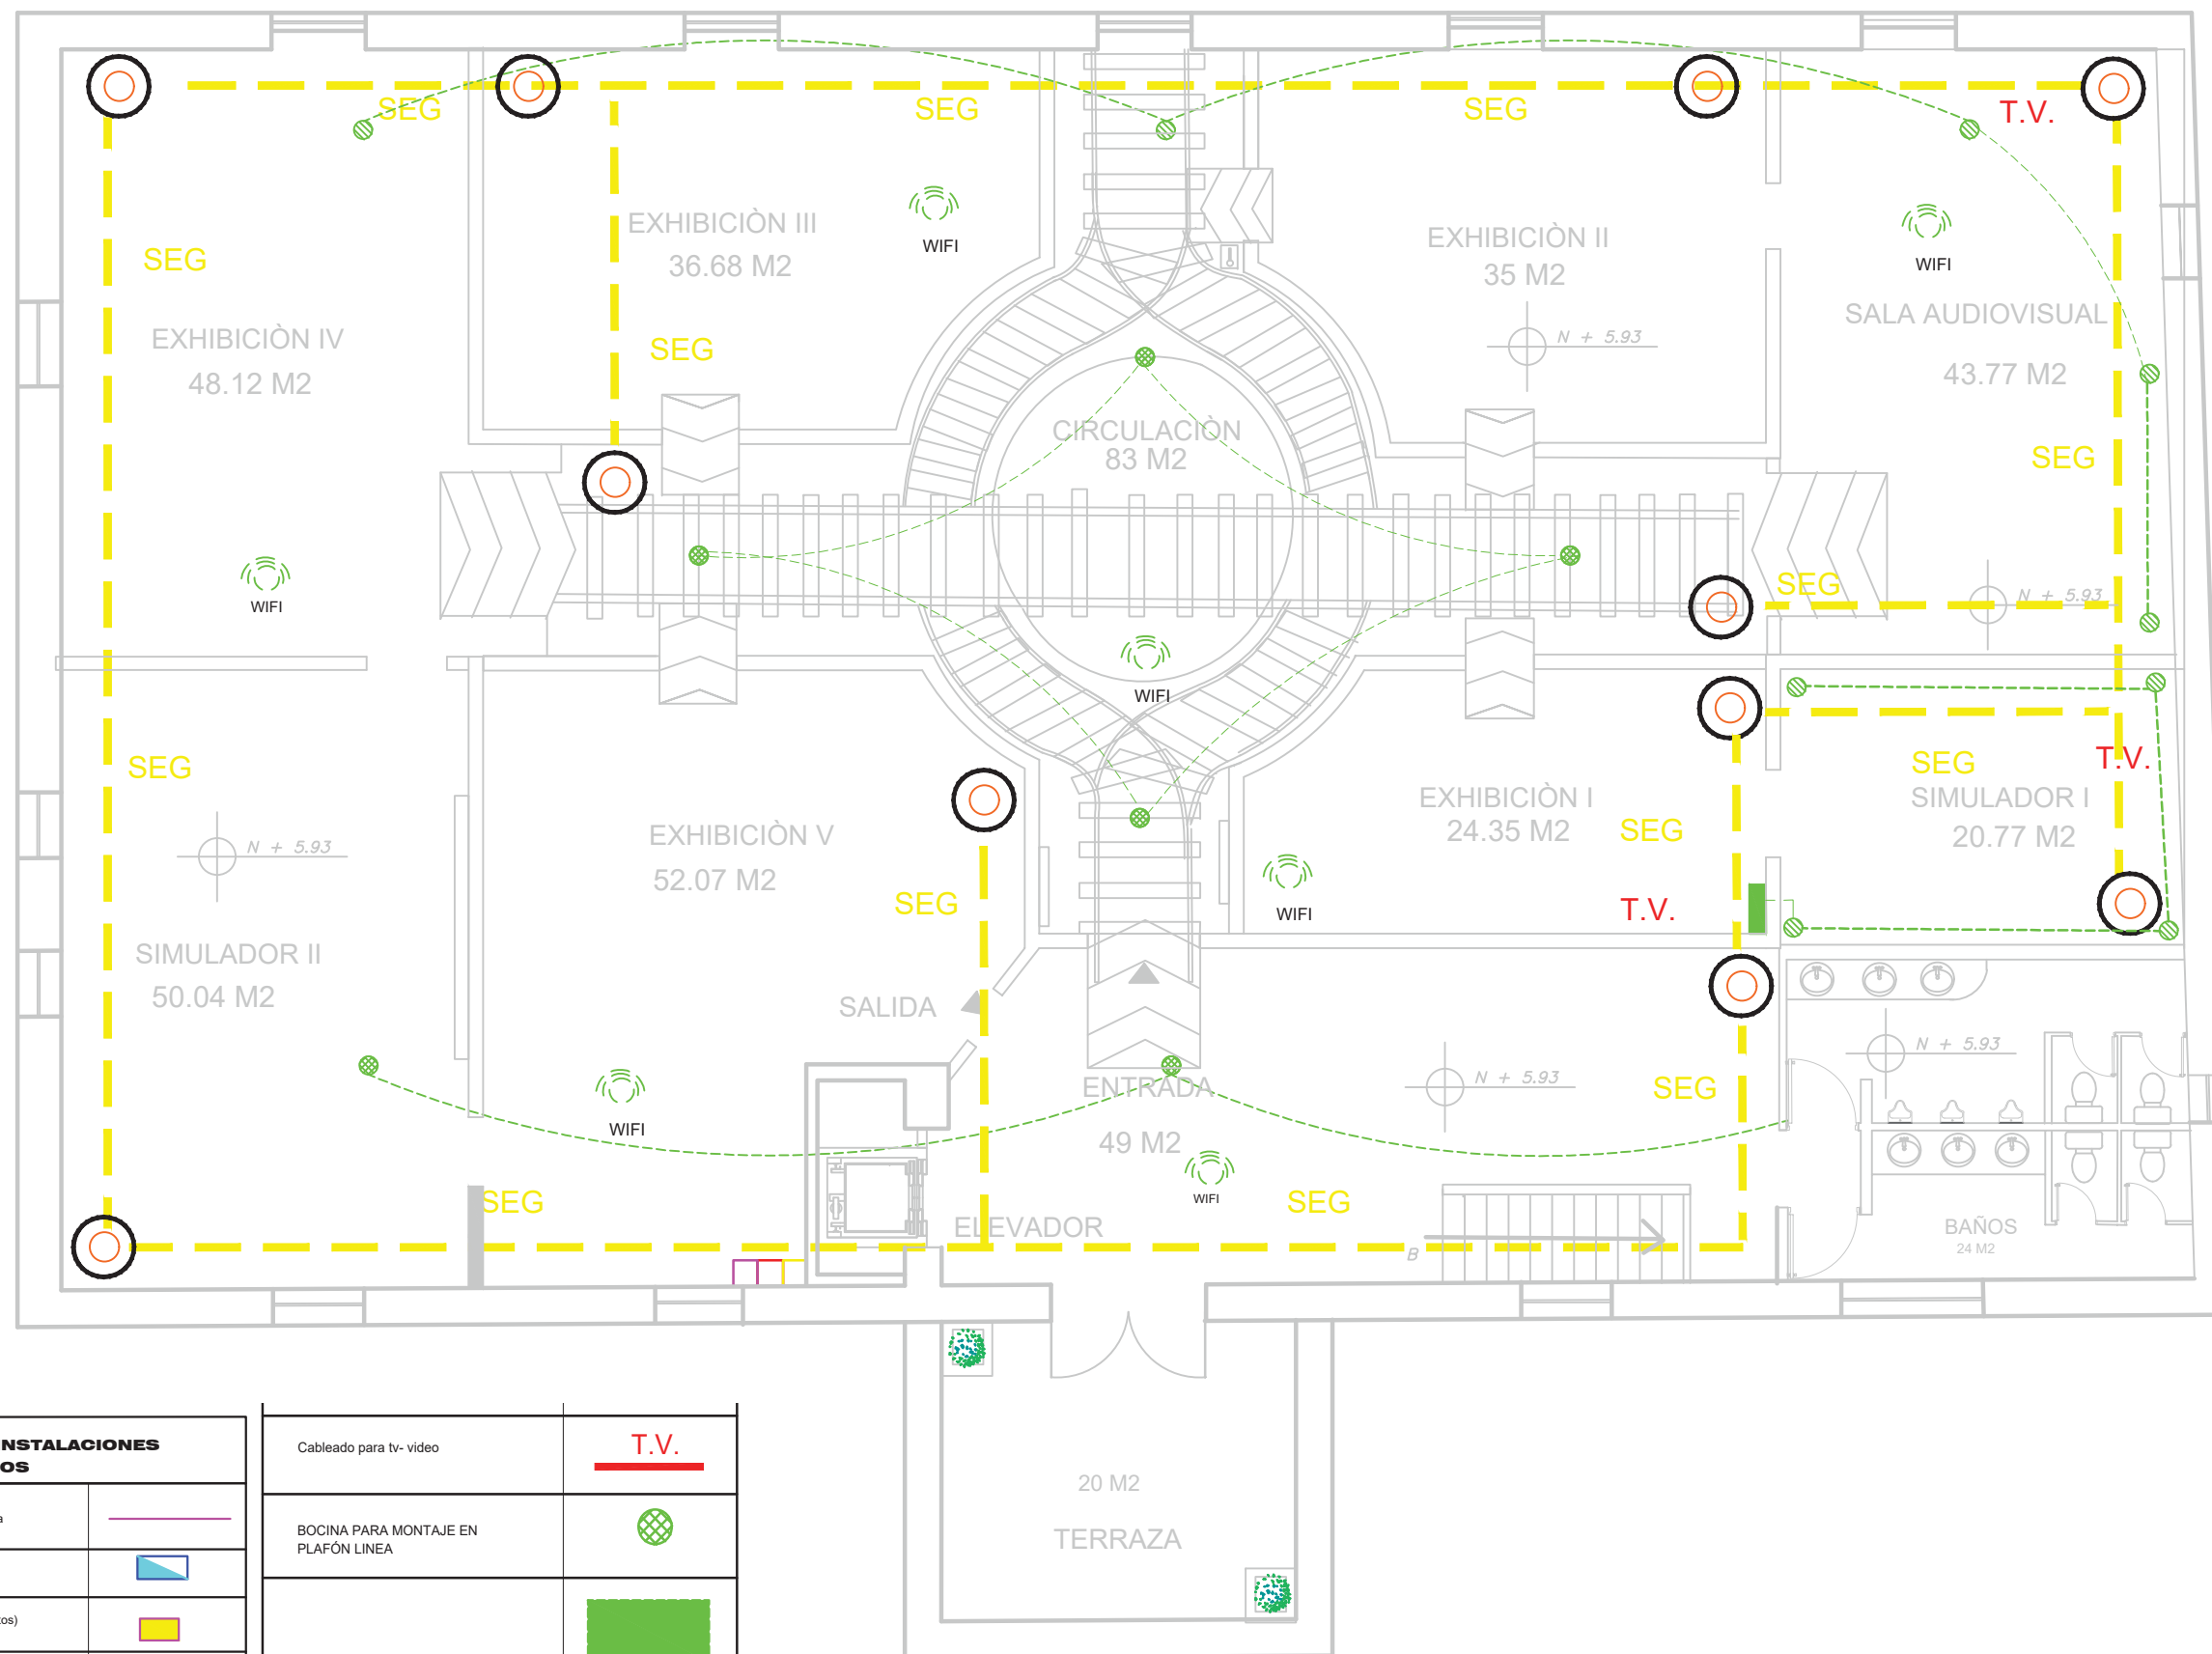 SEG
SEG
SEG
T.V.
EXHIBICIÒN III
36.68 M2
WIFI
EXHIBICIÒN II
35 M2
WIFI
SEG
N + 5.93
SALA AUDIOVISUAL
43.77 M2
EXHIBICIÒN IV
48.12 M2
SEG
CIRCULACIÒN
83 M2
SEG
SEG
N + 5.93
WIFI
WIFI
SEG
SEG
T.V.
EXHIBICIÒN V
52.07 M2
EXHIBICIÒN I
24.35 M2
SEG
SIMULADOR I
20.77 M2
N + 5.93
SEG
WIFI
T.V.
SIMULADOR II
50.04 M2
SALIDA
N + 5.93
ENTRADA
49 M2
N + 5.93
SEG
WIFI
WIFI
SEG
SEG
ELEVADOR
B
BAÑOS
24 M2
NSTALACIONES
OS
a
os)
Cableado para tv- video
T.V.
BOCINA PARA MONTAJE EN
PLAFÓN LINEA
20 M2
TERRAZA